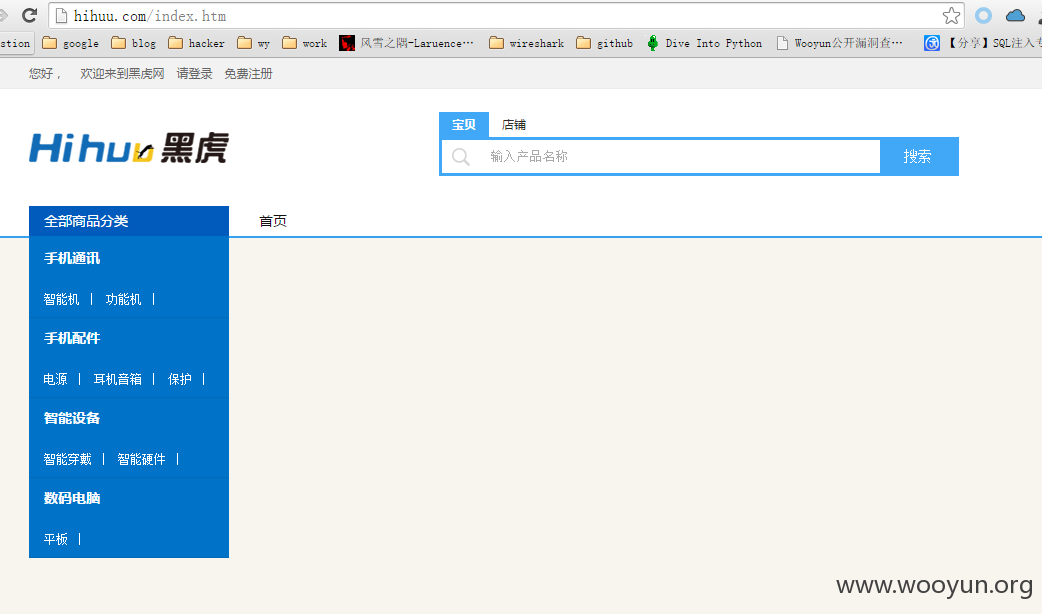 hihuu.com/index.htm
stion google blog hacker wy work 风雪之隅-Laruence… wireshark github Dive Into Python Wooyun公开漏洞查… 【分享】SQL注入专
您好， 欢迎来到黑虎网 请登录 免费注册
Hihuu黑虎
宝贝 店铺
输入产品名称 搜索
全部商品分类 首页
手机通讯
智能机 | 功能机 |
手机配件
电源 | 耳机音箱 | 保护 |
智能设备
智能穿戴 | 智能硬件 |
数码电脑
平板 |
www.wooyun.org